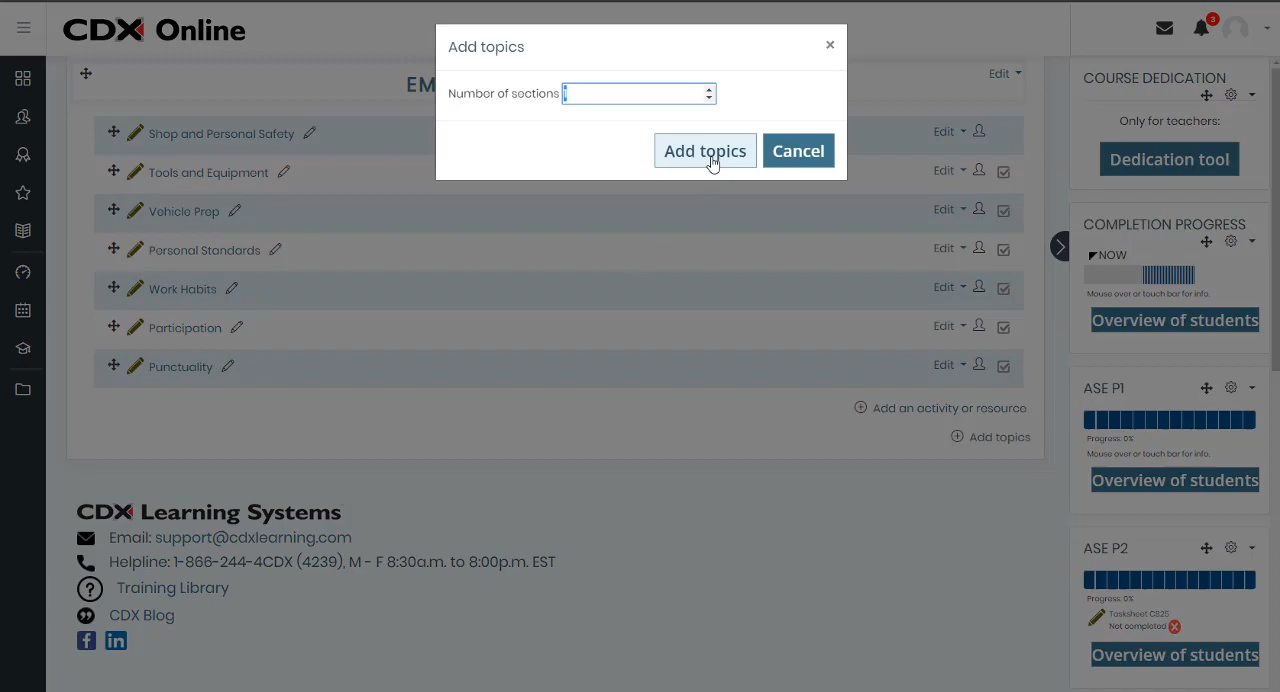 CDX Online
3
Add topics
×
Number of sections
Add topics
Cancel
Edit
EM
Shop and Personal Safety
Edit
Tools and Equipment
Edit
Vehicle Prep
Edit
Personal Standards
Edit
Work Habits
Edit
Participation
Edit
Punctuality
Edit
Add an activity or resource
Add topics
CDX Learning Systems
Email: support@cdxlearning.com
Helpline: 1-866-244-4CDX (4239), M - F 8:30a.m. to 8:00p.m. EST
Training Library
CDX Blog
COURSE DEDICATION
Only for teachers:
Dedication tool
COMPLETION PROGRESS
NOW
Mouse over or touch bar for info.
Overview of students
ASE P1
Progress: 0%
Mouse over or touch bar for info.
Overview of students
ASE P2
Progress: 0%
Tasksheet C825
Not completed
Overview of students